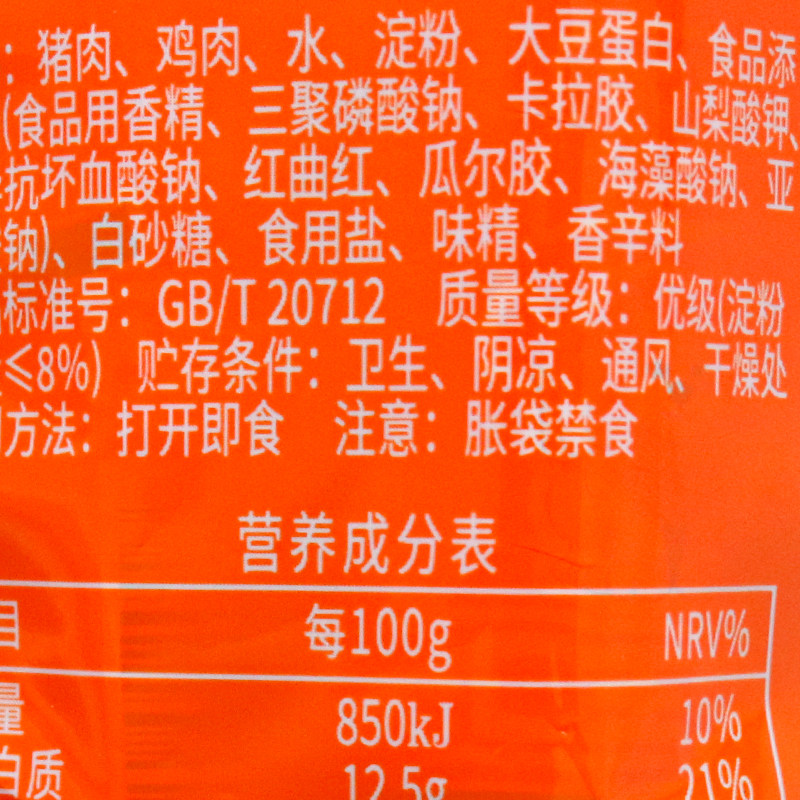 ：猪肉、鸡肉、水、淀粉、大豆蛋白、食品添
(食品用香精、三聚磷酸钠、卡拉胶、山梨酸钾、
抗坏血酸钠、红曲红、瓜尔胶、海藻酸钠、亚
钠)、白砂糖、食用盐、味精、香辛料
标准号：GB/T 20712 质量等级：优级(淀粉
≤8%) 贮存条件：卫生、阴凉、通风、干燥处
方法：打开即食 注意：胀袋禁食
营养成分表
目 每100g NRV%
量 850kJ 10%
白质 12.5g 21%